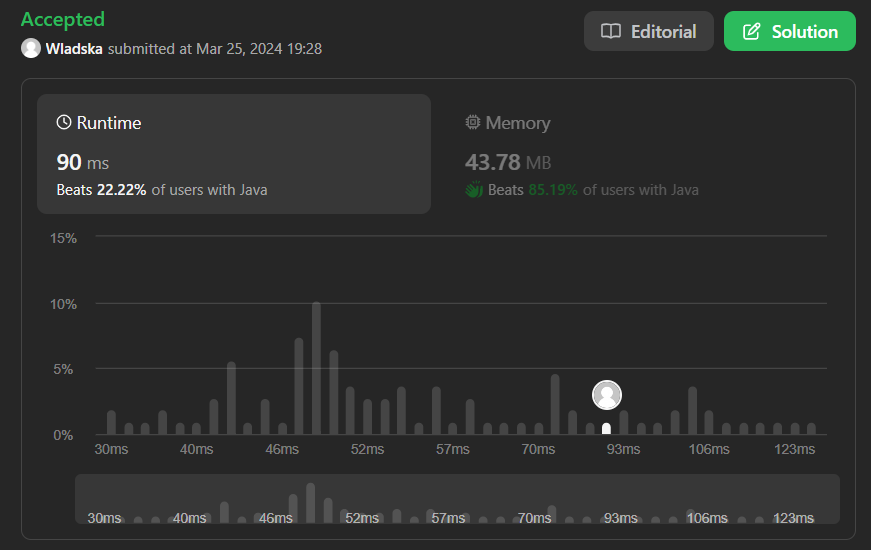 Accepted
Editorial
Solution
Wladska submitted at Mar 25, 2024 19:28
Runtime
Memory
90 ms
43.78 MB
Beats 22.22% of users with Java
Beats 85.19% of users with Java
15%
10%
5%
0%
30ms 40ms 46ms 52ms 57ms 70ms 93ms 106ms 123ms
30ms 40ms 46ms 52ms 57ms 70ms 93ms 106ms 123ms